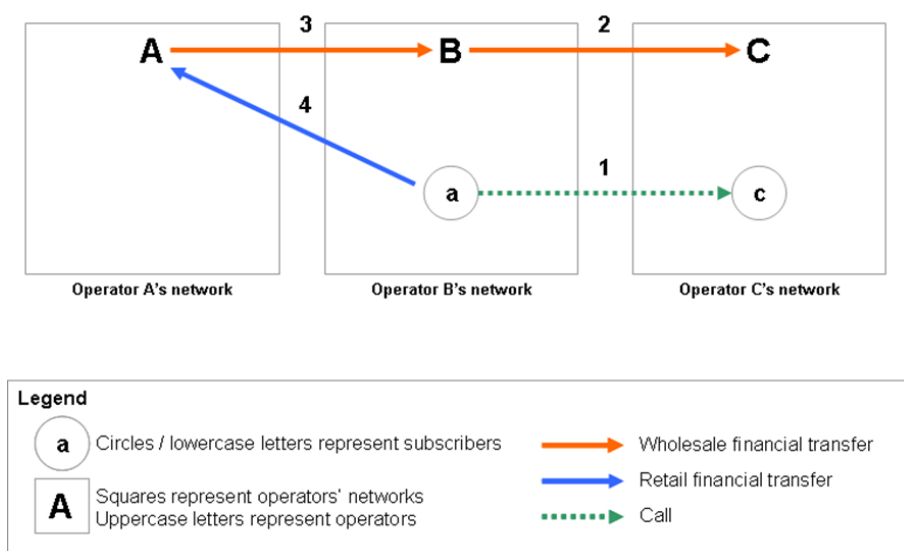 3
2
A
B
C
4
1
a
c
Operator A's network
Operator B's network
Operator C's network
Legend
a
Circles / lowercase letters represent subscribers
A
Squares represent operators' networks
Uppercase letters represent operators
Wholesale financial transfer
Retail financial transfer
Call